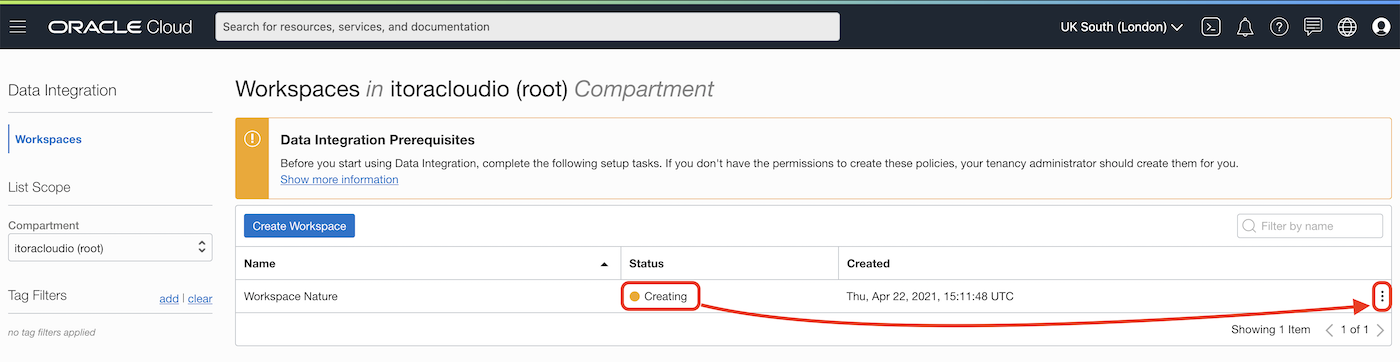 ORACLE Cloud
Search for resources, services, and documentation
UK South (London)
Data Integration
Workspaces
List Scope
Compartment
itoracloudio (root)
Tag Filters
add | clear
no tag filters applied
Workspaces in itoracloudio (root) Compartment
Data Integration Prerequisites
Before you start using Data Integration, complete the following setup tasks. If you don't have the permissions to create these policies, your tenancy administrator should create them for you.
Show more information
Create Workspace
Filter by name
Name Status Created
Workspace Nature Creating Thu, Apr 22, 2021, 15:11:48 UTC
Showing 1 Item 1 of 1